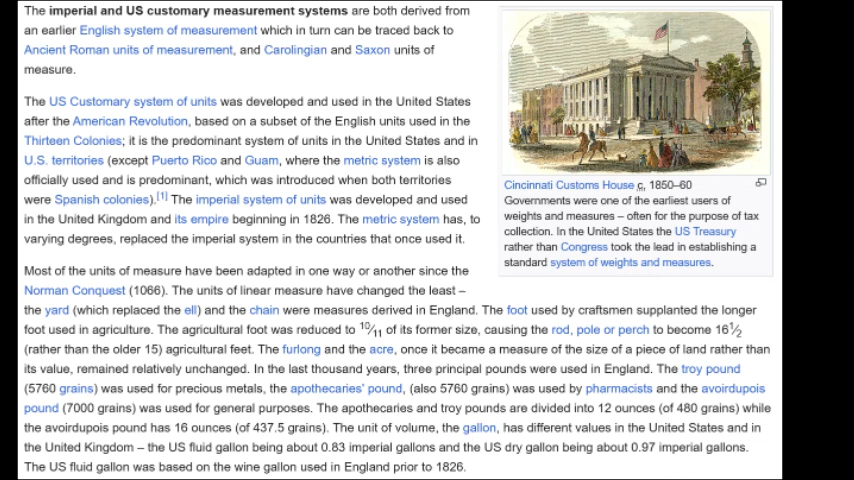 The imperial and US customary measurement systems are both derived from
an earlier English system of measurement which in turn can be traced back to
Ancient Roman units of measurement, and Carolingian and Saxon units of
measure.
The US Customary system of units was developed and used in the United States
after the American Revolution, based on a subset of the English units used in the
Thirteen Colonies; it is the predominant system of units in the United States and in
U.S. territories (except Puerto Rico and Guam, where the metric system is also
officially used and is predominant, which was introduced when both territories
were Spanish colonies).[1] The imperial system of units was developed and used
in the United Kingdom and its empire beginning in 1826. The metric system has, to
varying degrees, replaced the imperial system in the countries that once used it.
Cincinnati Customs House c, 1850–60
Governments were one of the earliest users of
weights and measures – often for the purpose of tax
collection. In the United States the US Treasury
rather than Congress took the lead in establishing a
standard system of weights and measures.
Most of the units of measure have been adapted in one way or another since the
Norman Conquest (1066). The units of linear measure have changed the least –
the yard (which replaced the ell) and the chain were measures derived in England. The foot used by craftsmen supplanted the longer
foot used in agriculture. The agricultural foot was reduced to 10⁄11 of its former size, causing the rod, pole or perch to become 16 1⁄2
(rather than the older 15) agricultural feet. The furlong and the acre, once it became a measure of the size of a piece of land rather than
its value, remained relatively unchanged. In the last thousand years, three principal pounds were used in England. The troy pound
(5760 grains) was used for precious metals, the apothecaries' pound, (also 5760 grains) was used by pharmacists and the avoirdupois
pound (7000 grains) was used for general purposes. The apothecaries and troy pounds are divided into 12 ounces (of 480 grains) while
the avoirdupois pound has 16 ounces (of 437.5 grains). The unit of volume, the gallon, has different values in the United States and in
the United Kingdom – the US fluid gallon being about 0.83 imperial gallons and the US dry gallon being about 0.97 imperial gallons.
The US fluid gallon was based on the wine gallon used in England prior to 1826.